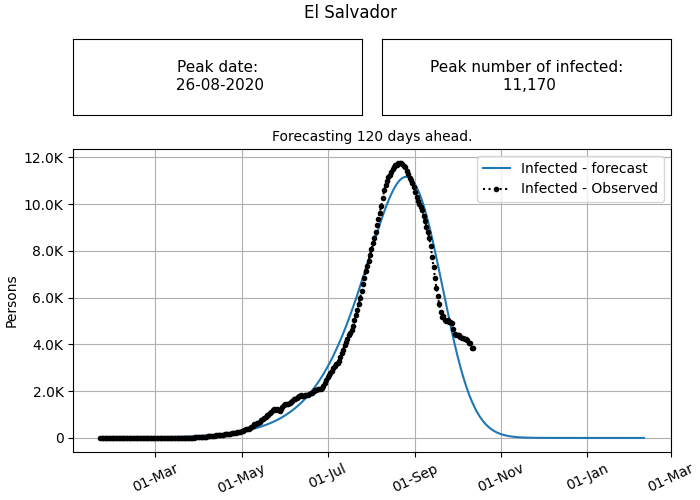 El Salvador
Peak date:
26-08-2020
Peak number of infected:
11,170
Forecasting 120 days ahead.
Infected - forecast
Infected - Observed
12.0K
10.0K
8.0K
6.0K
4.0K
2.0K
0
Persons
01-Mar
01-May
01-Jul
01-Sep
01-Nov
01-Jan
01-Mar